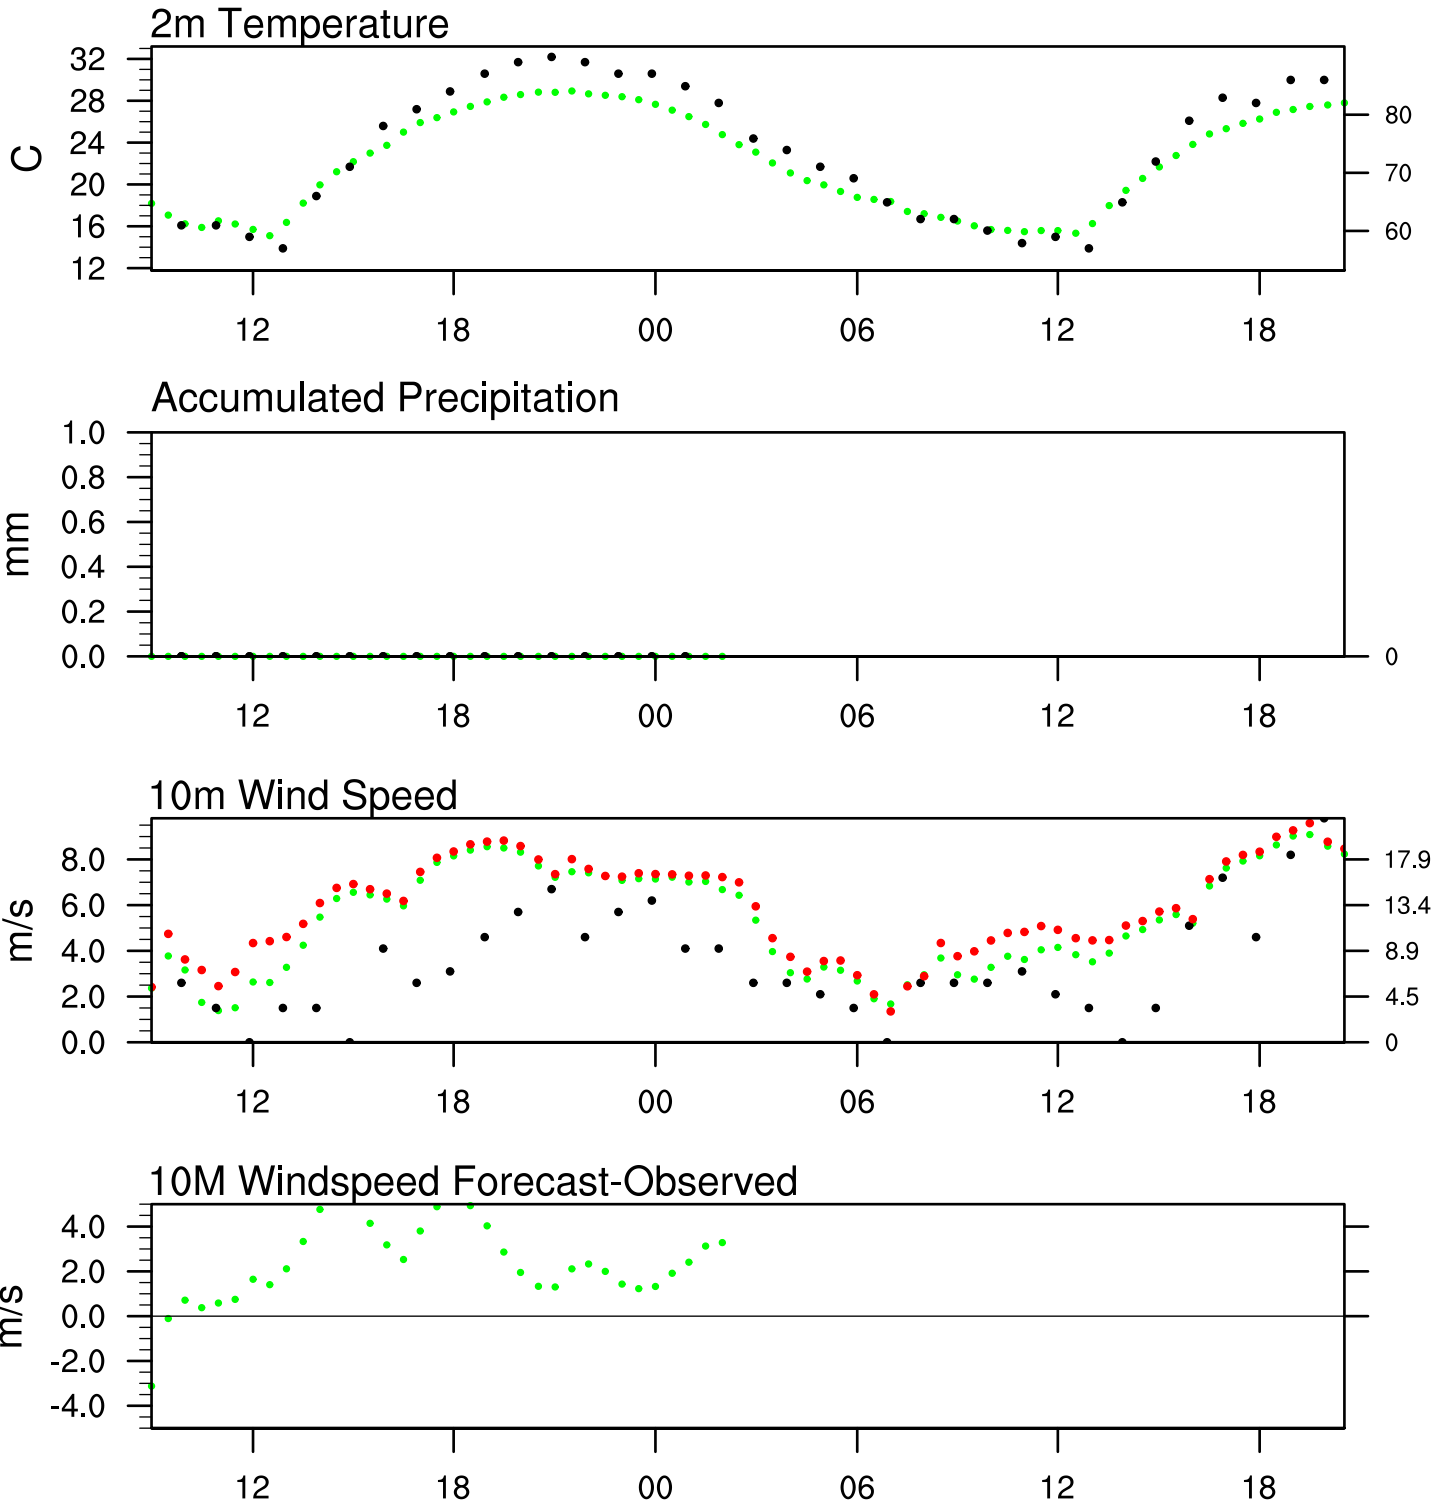 2m Temperature
32
28
24
20
16
12
C
80
70
60
12 18 00 06 12 18
Accumulated Precipitation
1.0
0.8
0.6
0.4
0.2
0.0
mm
0
12 18 00 06 12 18
10m Wind Speed
8.0
6.0
4.0
2.0
0.0
m/s
17.9
13.4
8.9
4.5
0
12 18 00 06 12 18
10M Windspeed Forecast-Observed
4.0
2.0
0.0
-2.0
-4.0
m/s
12 18 00 06 12 18